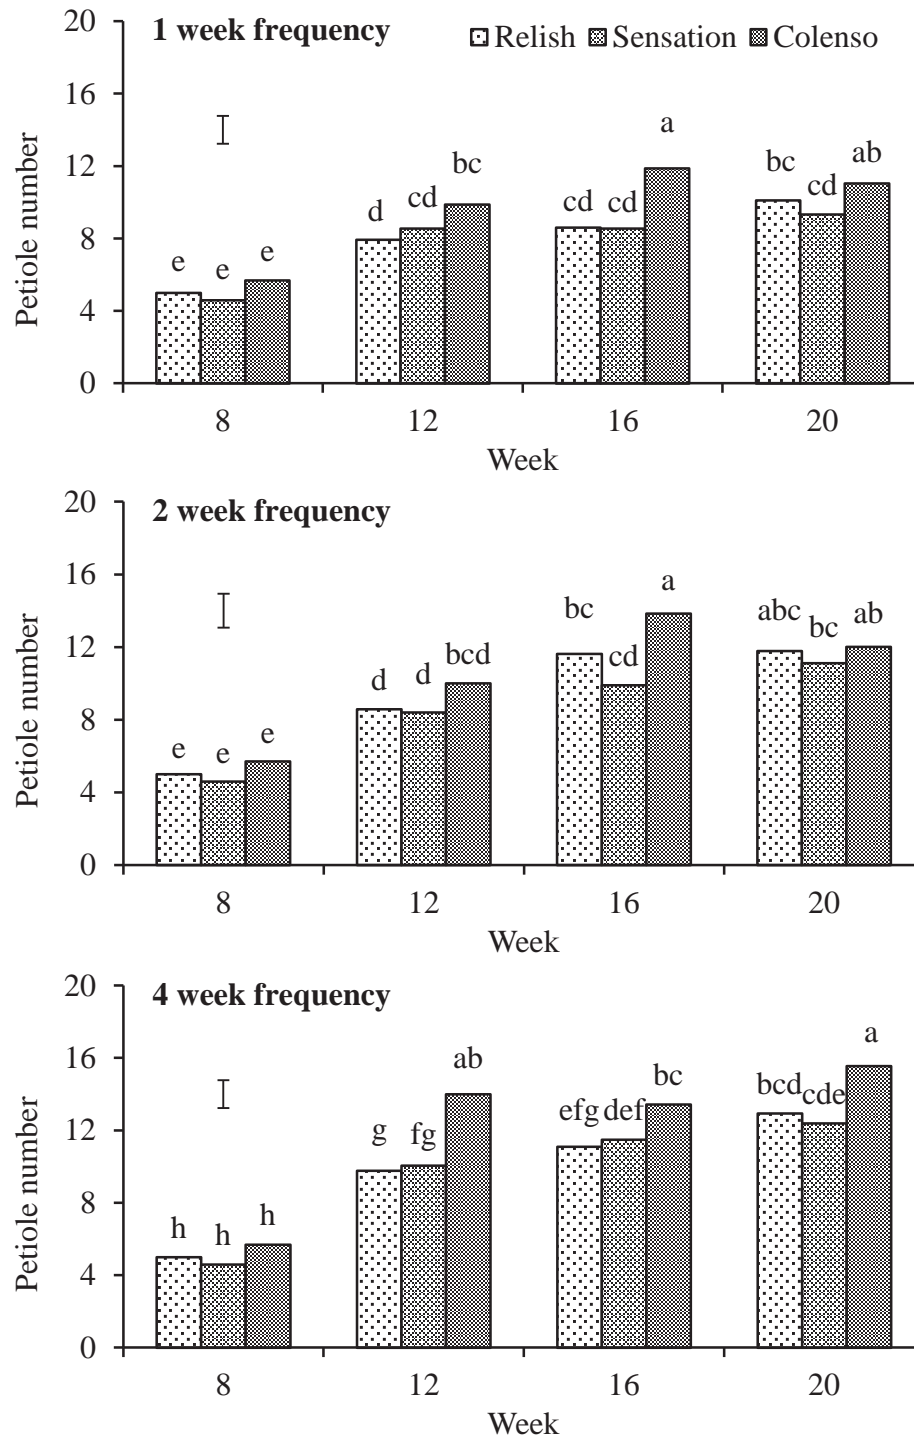 20
1 week frequency
Relish Sensation Colenso
16
12
8
4
0
Petiole number
e e e
d cd bc
cd cd a
bc cd ab
8 12 16 20
Week
20
2 week frequency
16
12
8
4
0
Petiole number
e e e
d d bcd
bc cd a
abc bc ab
8 12 16 20
Week
20
4 week frequency
16
12
8
4
0
Petiole number
h h h
g fg ab
efg def bc
bcd cde a
8 12 16 20
Week